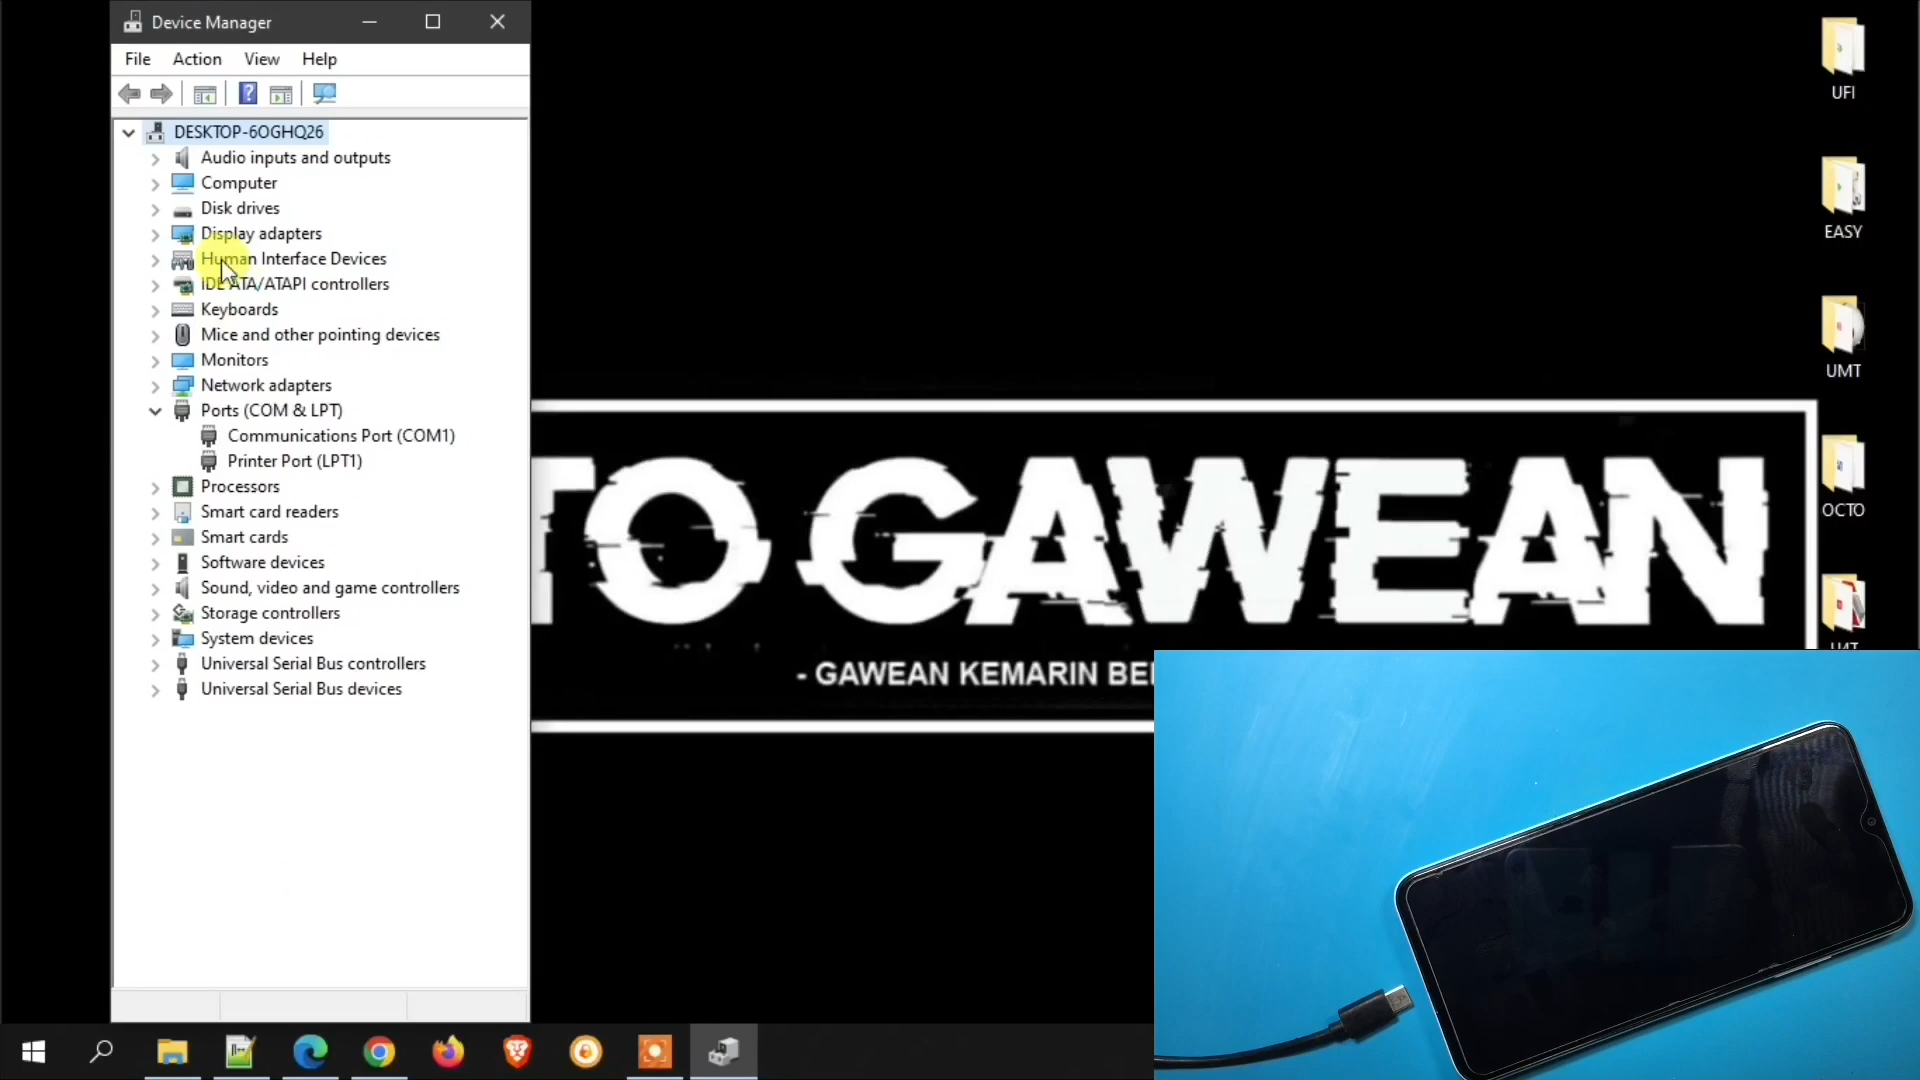 Device Manager
File Action View Help
DESKTOP-6OGHQ26
Audio inputs and outputs
Computer
Disk drives
Display adapters
Human Interface Devices
IDE ATA/ATAPI controllers
Keyboards
Mice and other pointing devices
Monitors
Network adapters
Ports (COM & LPT)
Communications Port (COM1)
Printer Port (LPT1)
Processors
Smart card readers
Smart cards
Software devices
Sound, video and game controllers
Storage controllers
System devices
Universal Serial Bus controllers
Universal Serial Bus devices
TO GAWEAN
- GAWEAN KEMARIN
UFI
EASY
UMT
OCTO